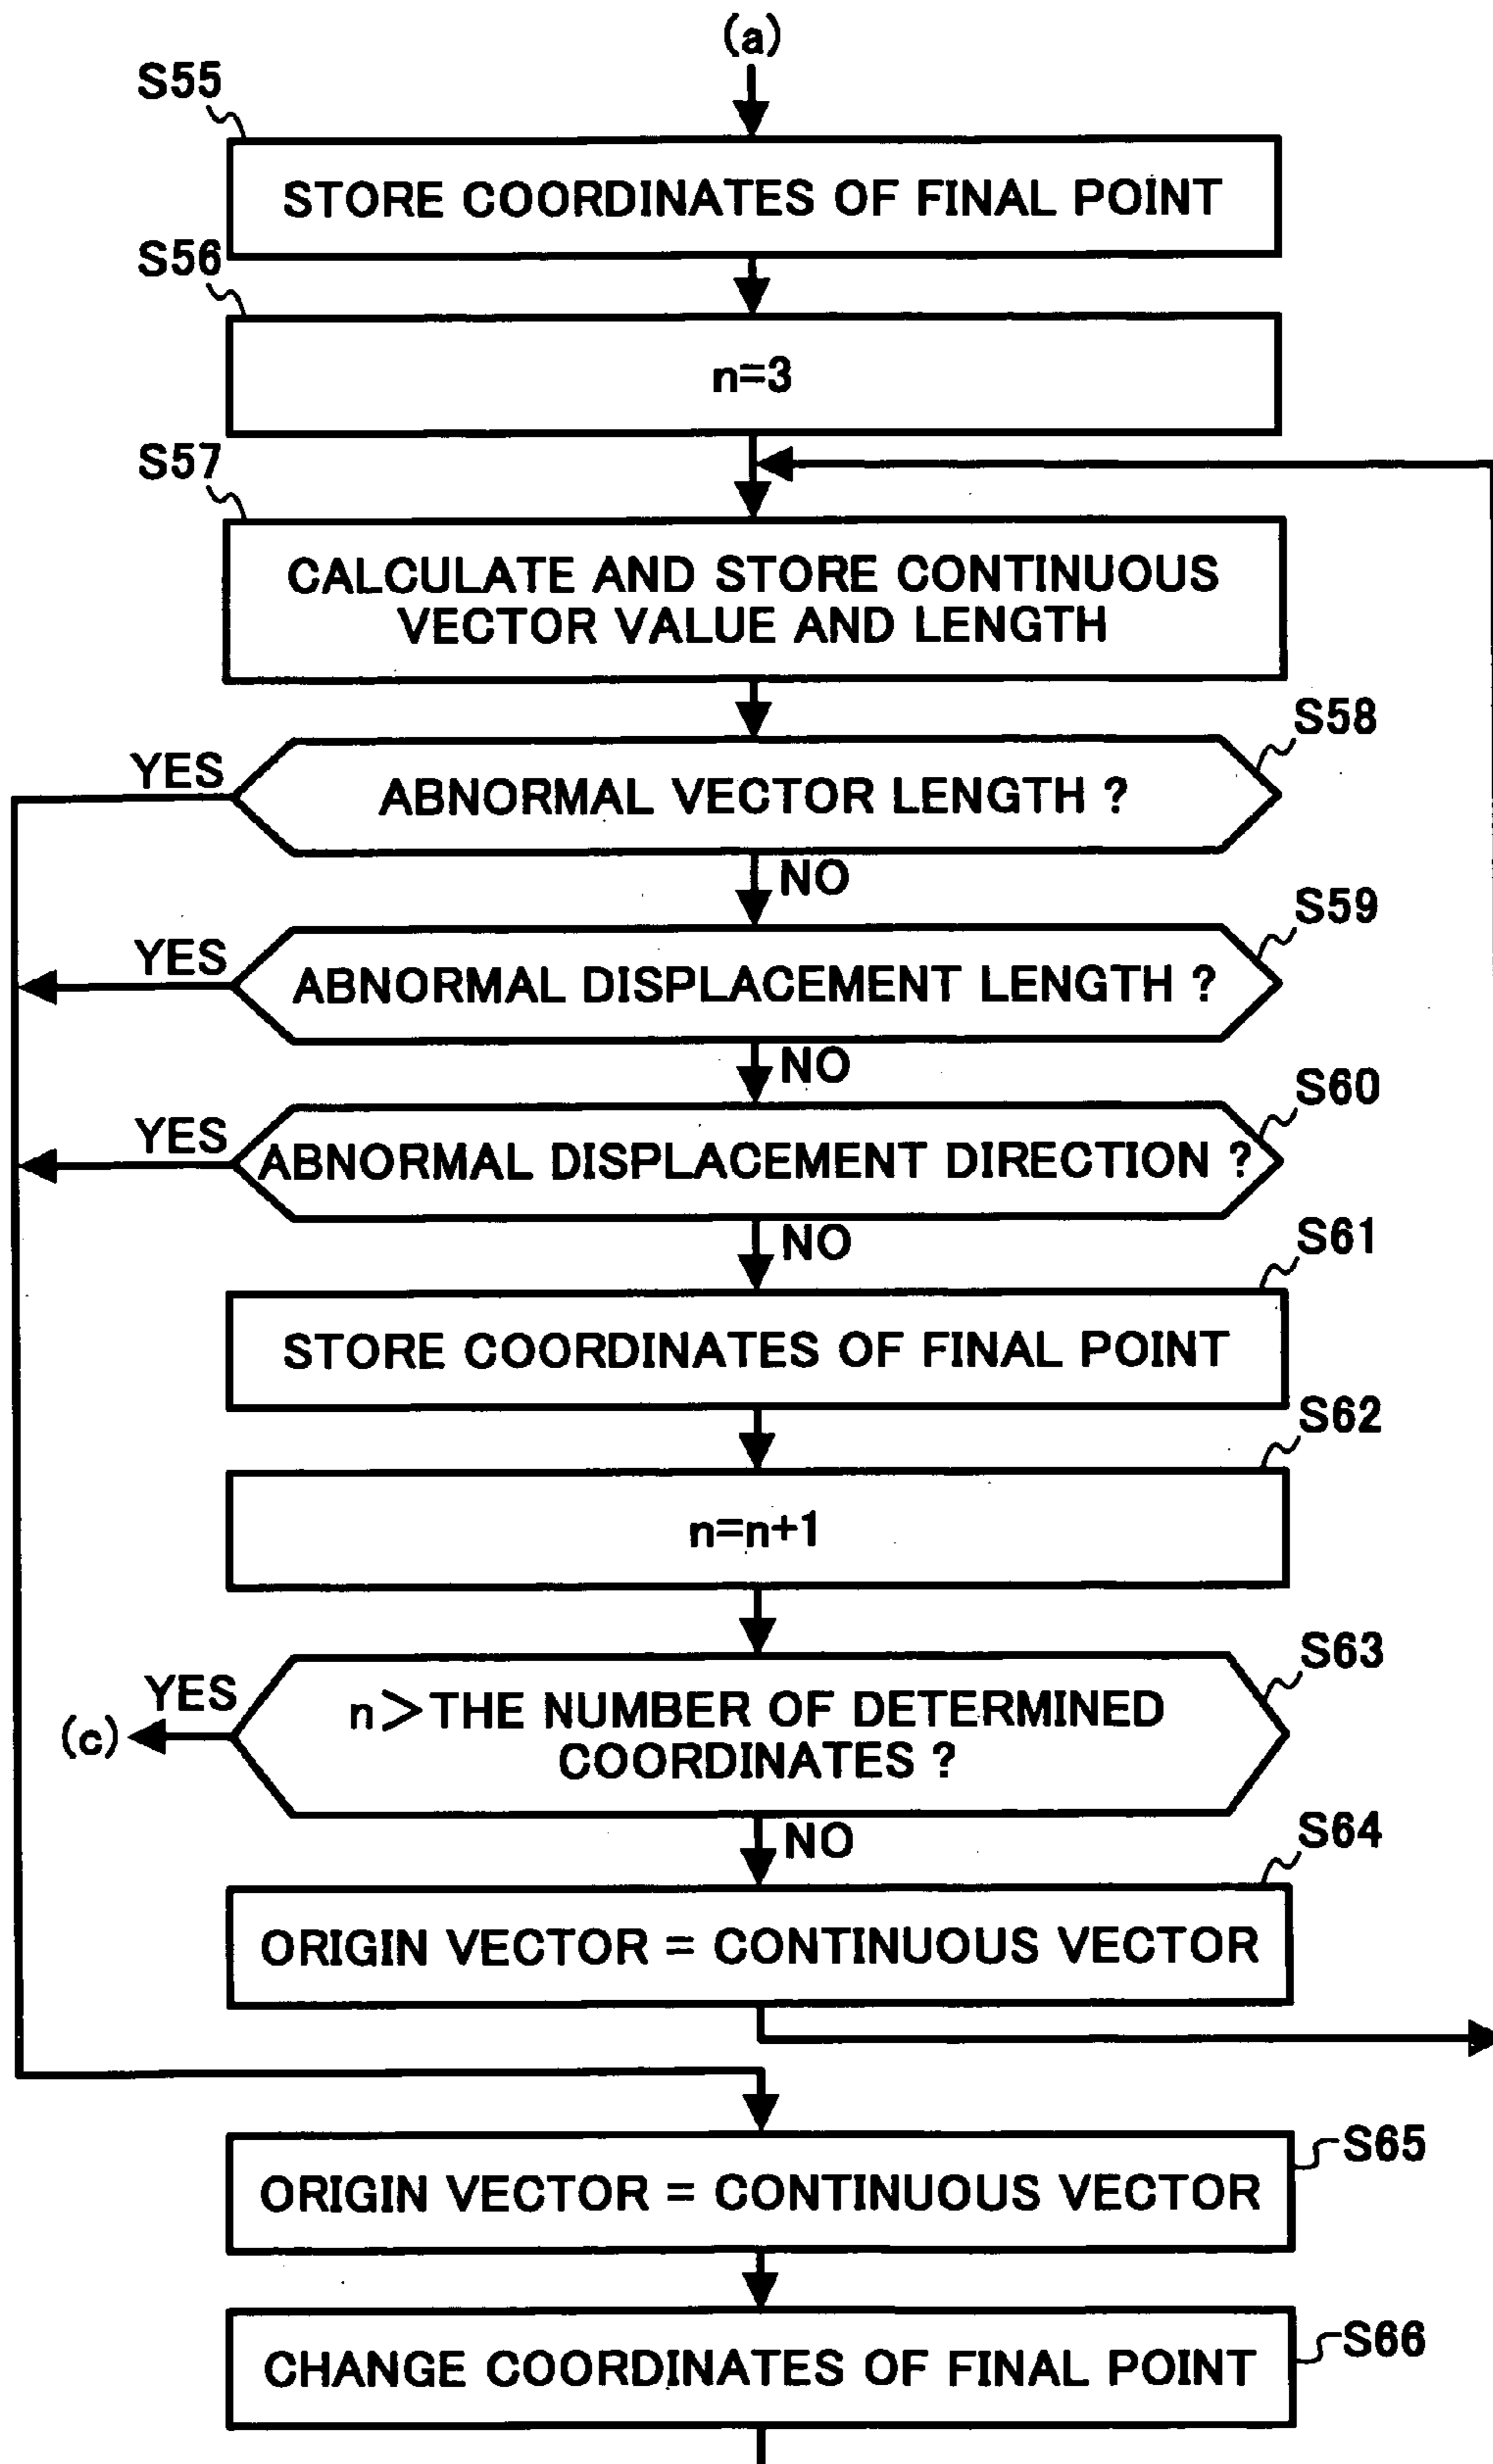 (a)
S55
STORE COORDINATES OF FINAL POINT
S56
n=3
S57
CALCULATE AND STORE CONTINUOUS
VECTOR VALUE AND LENGTH
S58
YES
ABNORMAL VECTOR LENGTH ?
NO
S59
YES
ABNORMAL DISPLACEMENT LENGTH ?
NO
S60
YES
ABNORMAL DISPLACEMENT DIRECTION ?
NO
S61
STORE COORDINATES OF FINAL POINT
S62
n=n+1
S63
YES
(c)
n>THE NUMBER OF DETERMINED
COORDINATES ?
NO
S64
ORIGIN VECTOR = CONTINUOUS VECTOR
S65
ORIGIN VECTOR = CONTINUOUS VECTOR
S66
CHANGE COORDINATES OF FINAL POINT